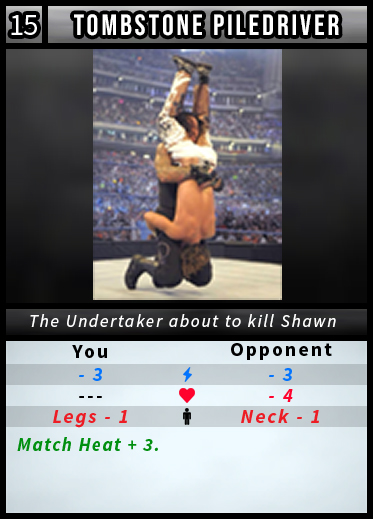 15 TOMBSTONE PILEDRIVER
The Undertaker about to kill Shawn
You Opponent
- 3 - 3
--- - 4
Legs - 1 Neck - 1
Match Heat + 3.